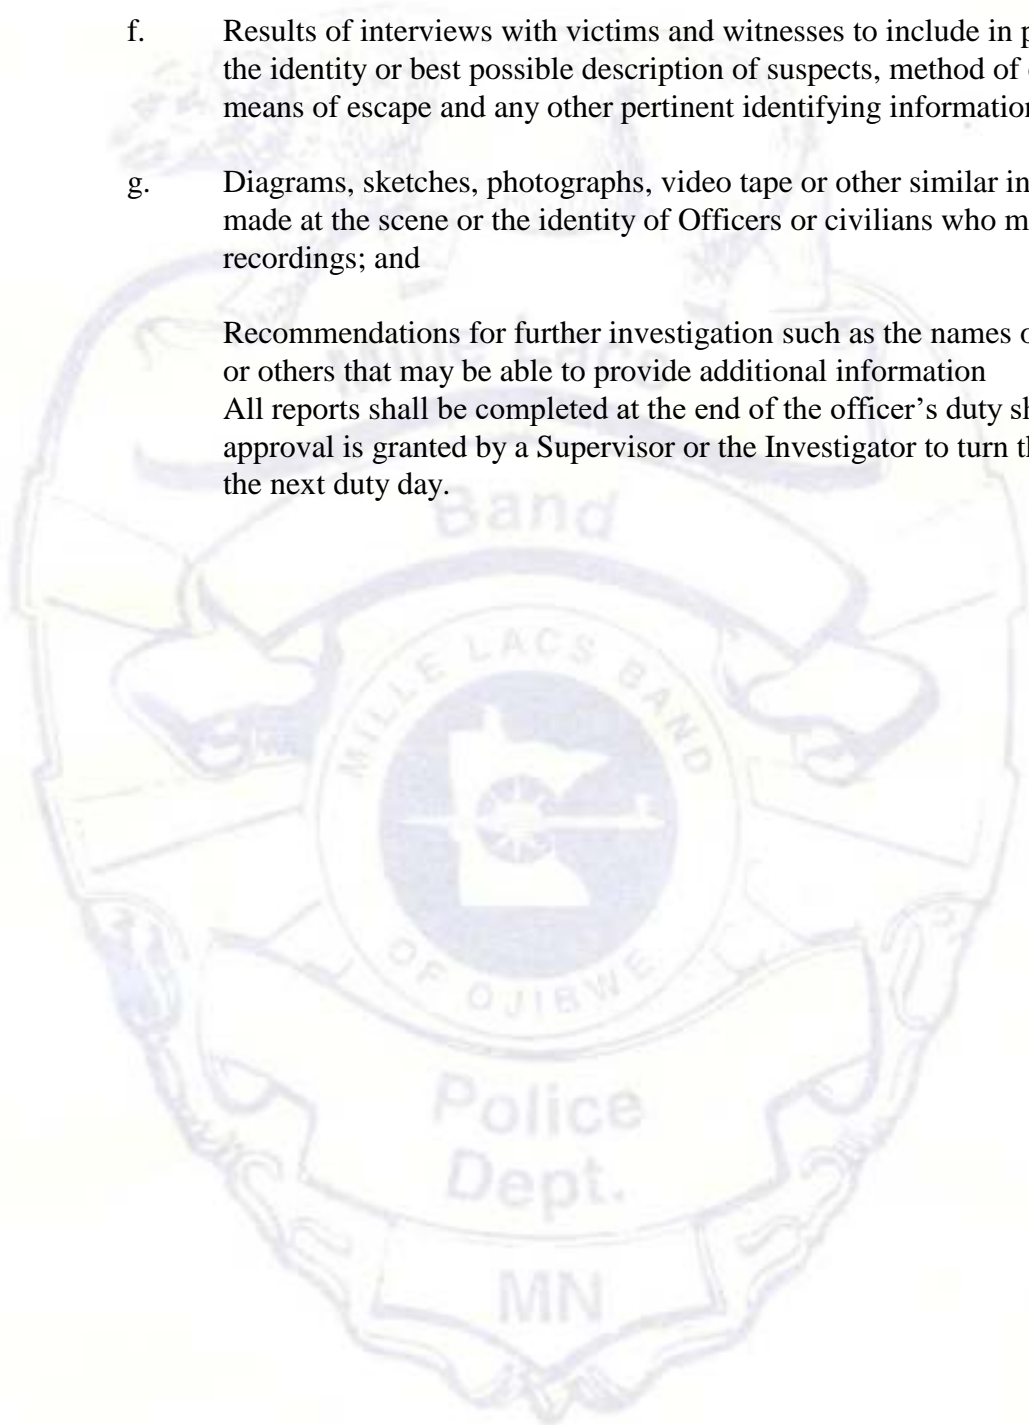 f. Results of interviews with victims and witnesses to include in
the identity or best possible description of suspects, method of
means of escape and any other pertinent identifying information
g. Diagrams, sketches, photographs, video tape or other similar
made at the scene or the identity of Officers or civilians who
recordings; and
Recommendations for further investigation such as the names
or others that may be able to provide additional information
All reports shall be completed at the end of the officer’s duty
approval is granted by a Supervisor or the Investigator to turn
the next duty day.
Mille Lacs
Band
MILLE LACS BAND
OF OJIBWE
Police
Dept.
MN